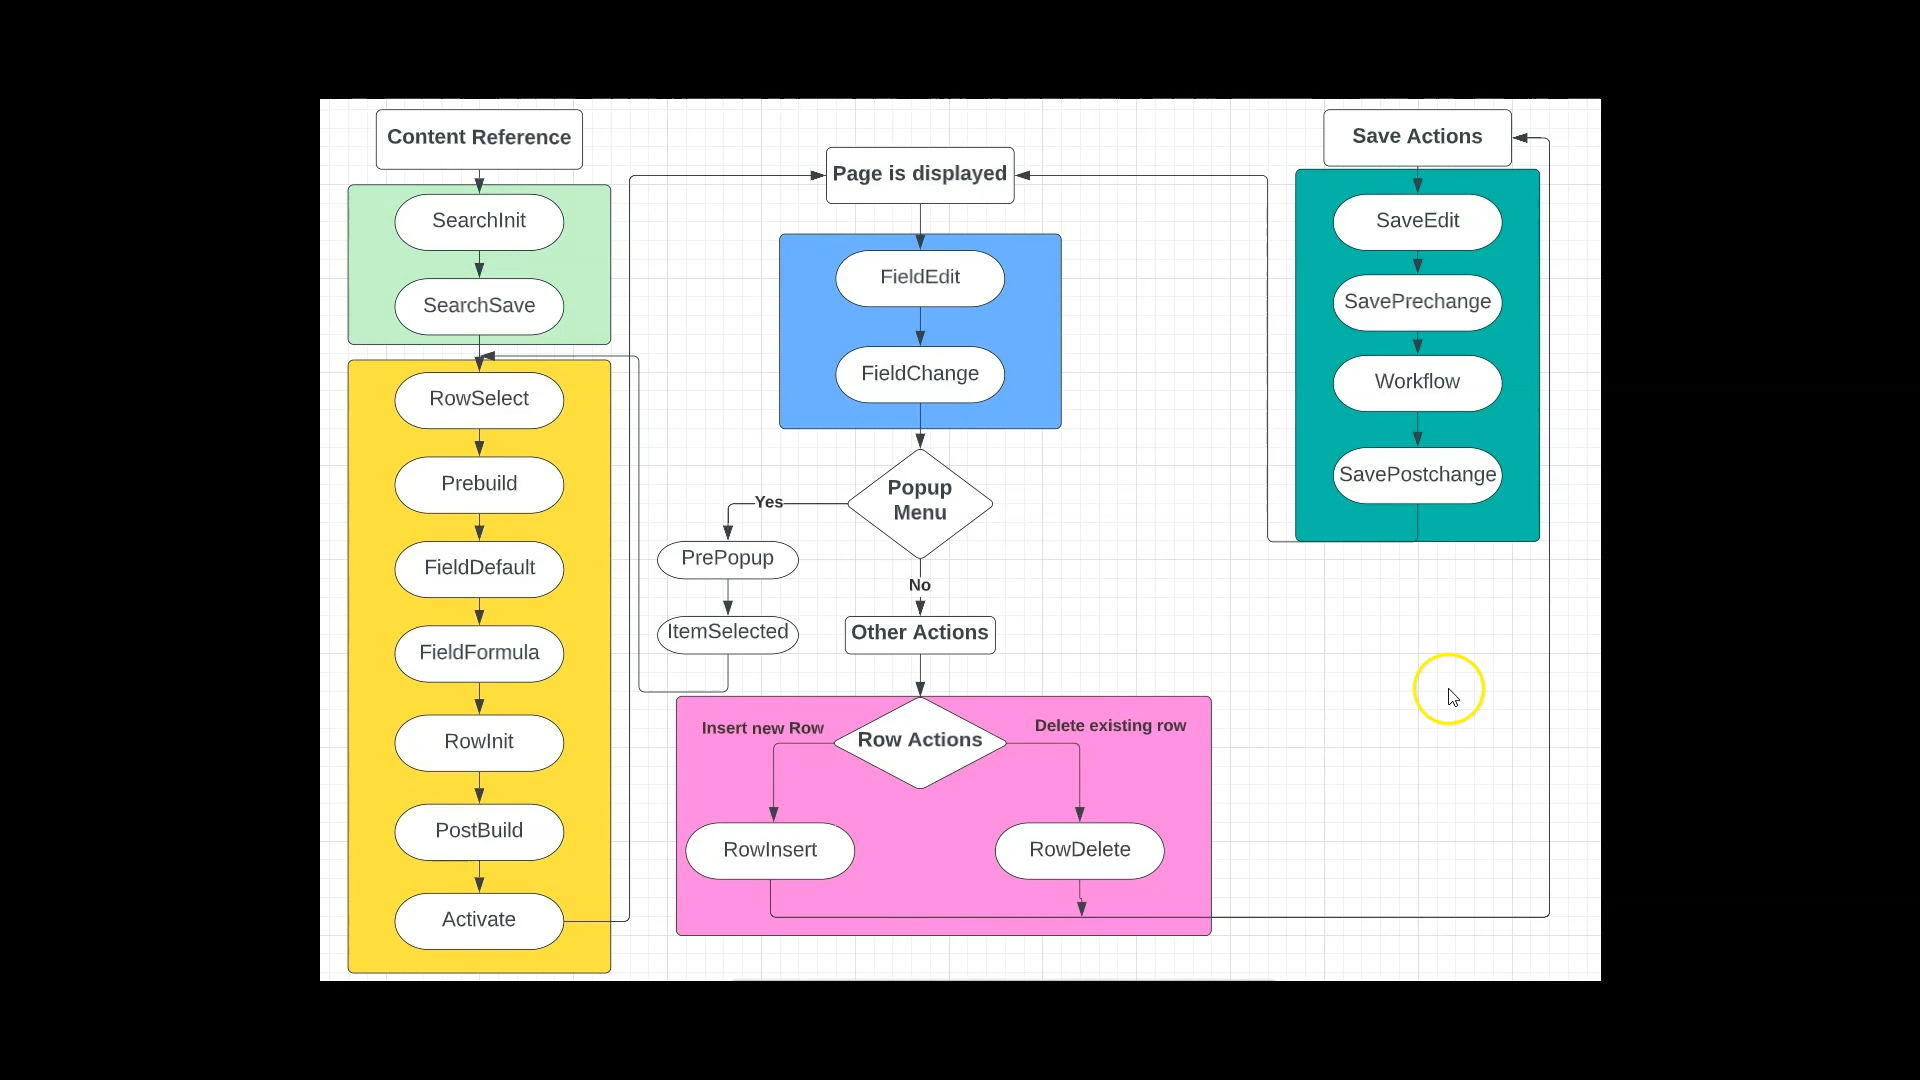 Content Reference
SearchInit
SearchSave
RowSelect
Prebuild
FieldDefault
FieldFormula
RowInit
PostBuild
Activate
Page is displayed
FieldEdit
FieldChange
Popup
Menu
Yes
PrePopup
ItemSelected
No
Other Actions
Row Actions
Insert new Row
Delete existing row
RowInsert
RowDelete
Save Actions
SaveEdit
SavePrechange
Workflow
SavePostchange